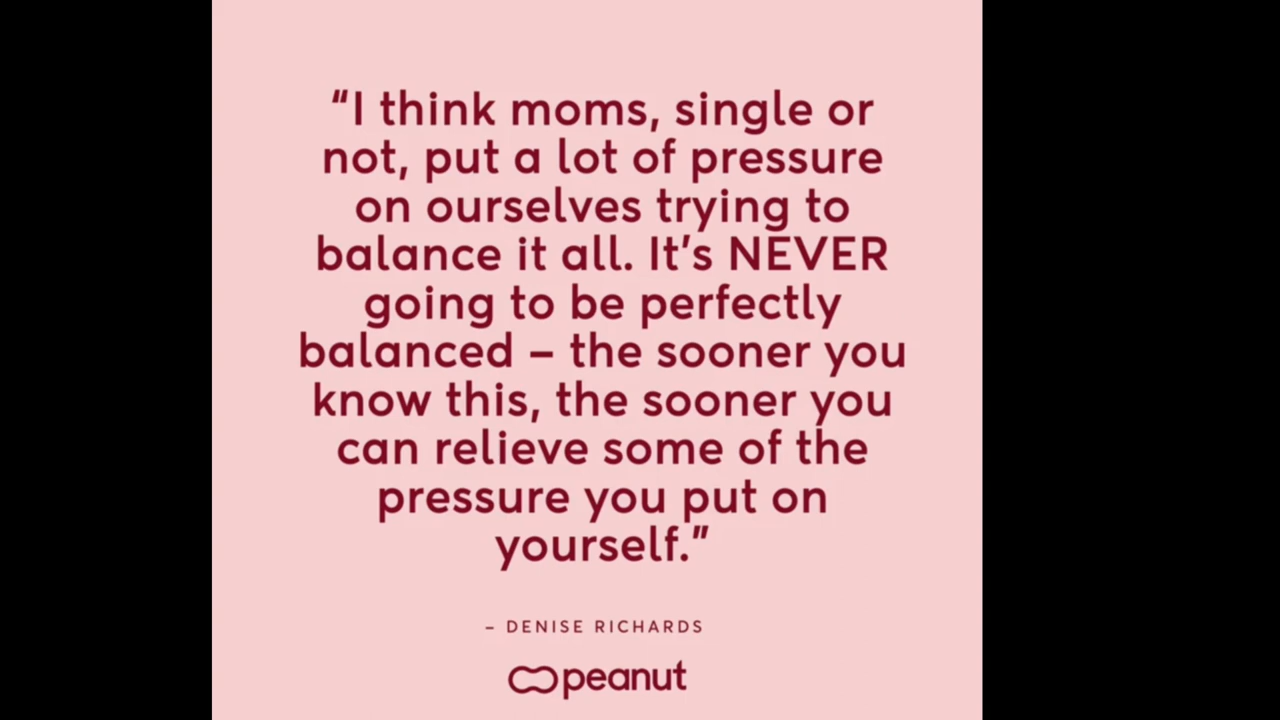 “I think moms, single or
not, put a lot of pressure
on ourselves trying to
balance it all. It’s NEVER
going to be perfectly
balanced – the sooner you
know this, the sooner you
can relieve some of the
pressure you put on
yourself.”
– DENISE RICHARDS
peanut